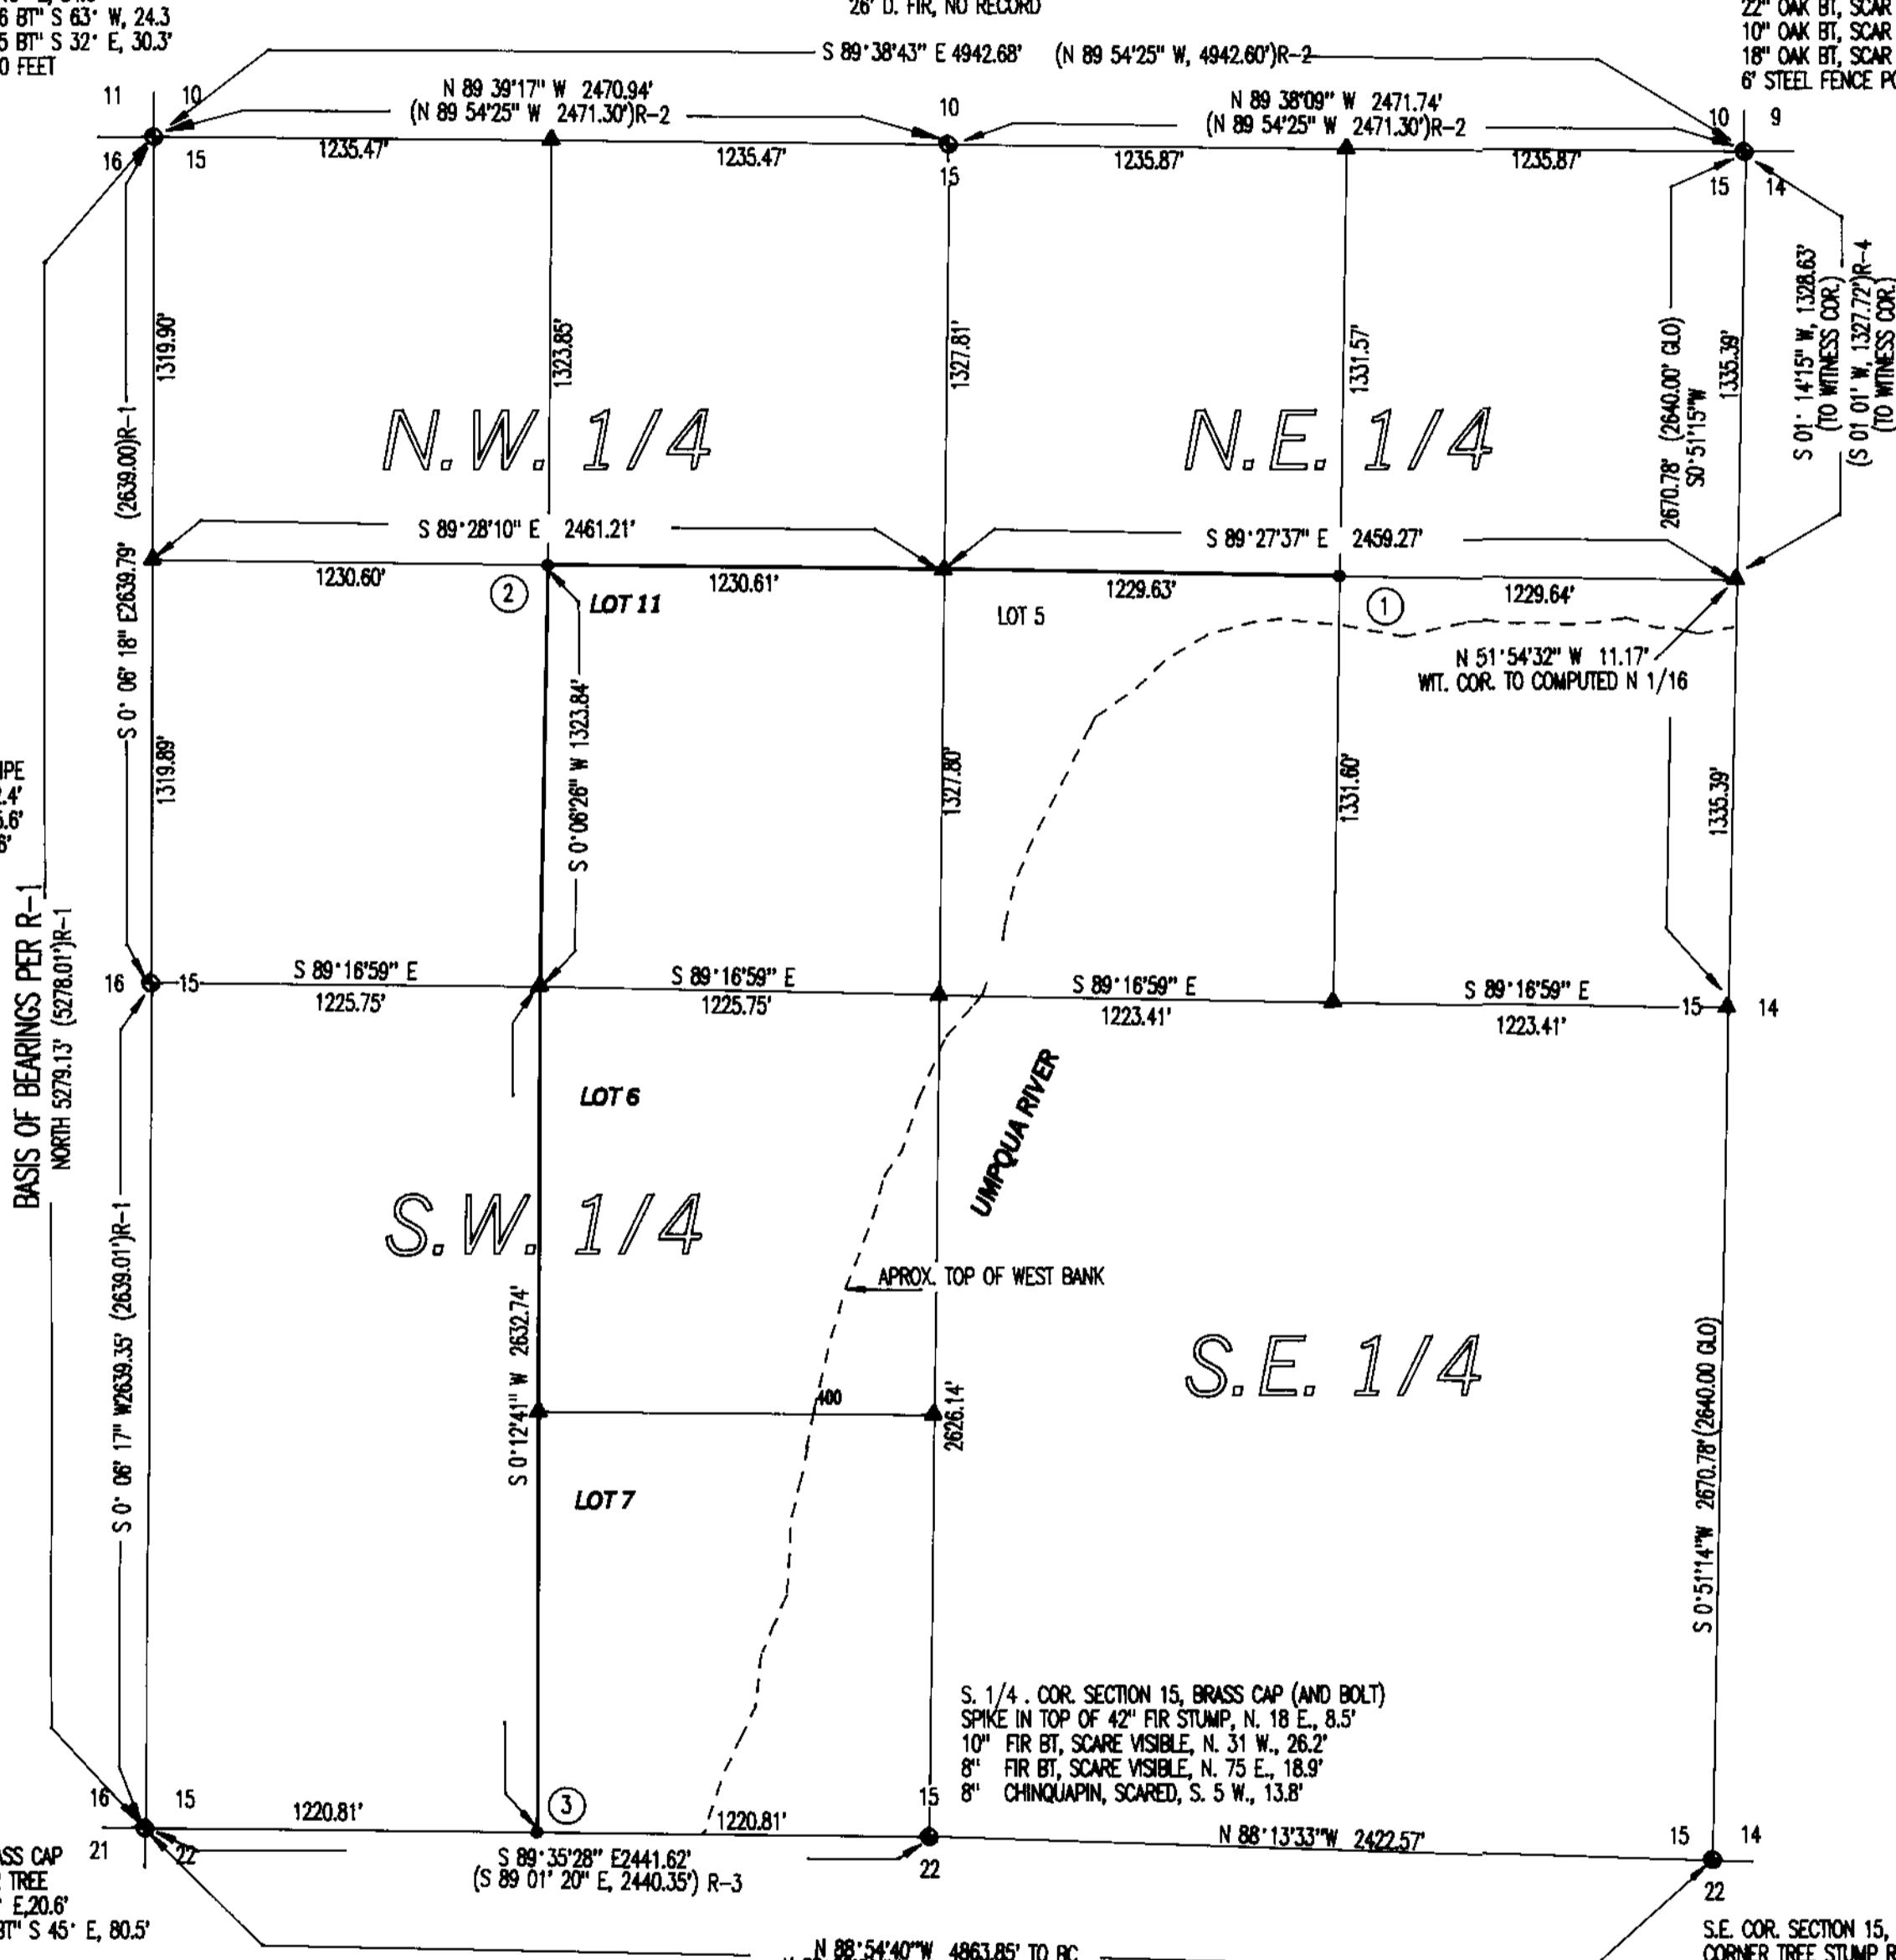 6 BT" S 63° W, 24.3
5 BT" S 32° E, 30.3'
0 FEET
26' D. FIR, NO RECORD
22" OAK BT, SCAR
10" OAK BT, SCAR
18" OAK BT, SCAR
6' STEEL FENCE PO
S 89°38'43" E 4942.68' (N 89 54'25" W, 4942.60')R-2
11 10
N 89 39'17" W 2470.94'
(N 89 54'25" W 2471.30')R-2
10
N 89 38'09" W 2471.74'
(N 89 54'25" W 2471.30')R-2
10 9
16 15
1235.47'
1235.47'
15
1235.87'
1235.87'
15 14
1319.90'
1323.85'
1327.81'
1331.57'
1335.39'
2670.78' (2640.00' GLO)
S0°51'15"W
S 01° 14'15" W, 1328.63'
(TO WITNESS COR.)
(S 01 01' W, 1327.72')R-4
(TO WITNESS COR.)
N.W. 1/4
N.E. 1/4
S 0° 06' 18" E2639.79' (2639.00)R-1
S 89°28'10" E 2461.21'
S 89°27'37" E 2459.27'
1230.60'
1230.61'
1229.63'
1229.64'
2
LOT 11
LOT 5
1
N 51°54'32" W 11.17'
WIT. COR. TO COMPUTED N 1/16
1319.89'
S 0°06'26" W 1323.84'
1327.80'
1331.60'
1335.39'
IPE
2.4'
5.6'
6'
BASIS OF BEARINGS PER R-1
NORTH 5279.13' (5278.01')R-1
16 15
S 89°16'59" E
1225.75'
S 89°16'59" E
1225.75'
S 89°16'59" E
1223.41'
S 89°16'59" E
1223.41'
15 14
LOT 6
UMPQUA RIVER
S.W. 1/4
APROX. TOP OF WEST BANK
S 0° 06' 17" W2639.35' (2639.01')R-1
S 0°12'41" W 2632.74'
400
2626.14'
S.E. 1/4
S 0°51'14"W 2670.78'(2640.00 GLO)
LOT 7
S. 1/4 . COR. SECTION 15, BRASS CAP (AND BOLT)
SPIKE IN TOP OF 42" FIR STUMP, N. 18 E., 8.5'
10" FIR BT, SCARE VISIBLE, N. 31 W., 26.2'
8" FIR BT, SCARE VISIBLE, N. 75 E., 18.9'
8" CHINQUAPIN, SCARED, S. 5 W., 13.8'
16 15
1220.81'
3
1220.81'
15
N 88°13'33"W 2422.57'
15 14
21 22
S 89°35'28" E2441.62'
(S 89 01' 20" E, 2440.35') R-3
22
22
ASS CAP
TREE
E,20.6'
BT" S 45° E, 80.5'
N 88°54'40"W 4863.85' TO BC
S.E. COR. SECTION 15,
CORNER TREE STUMP